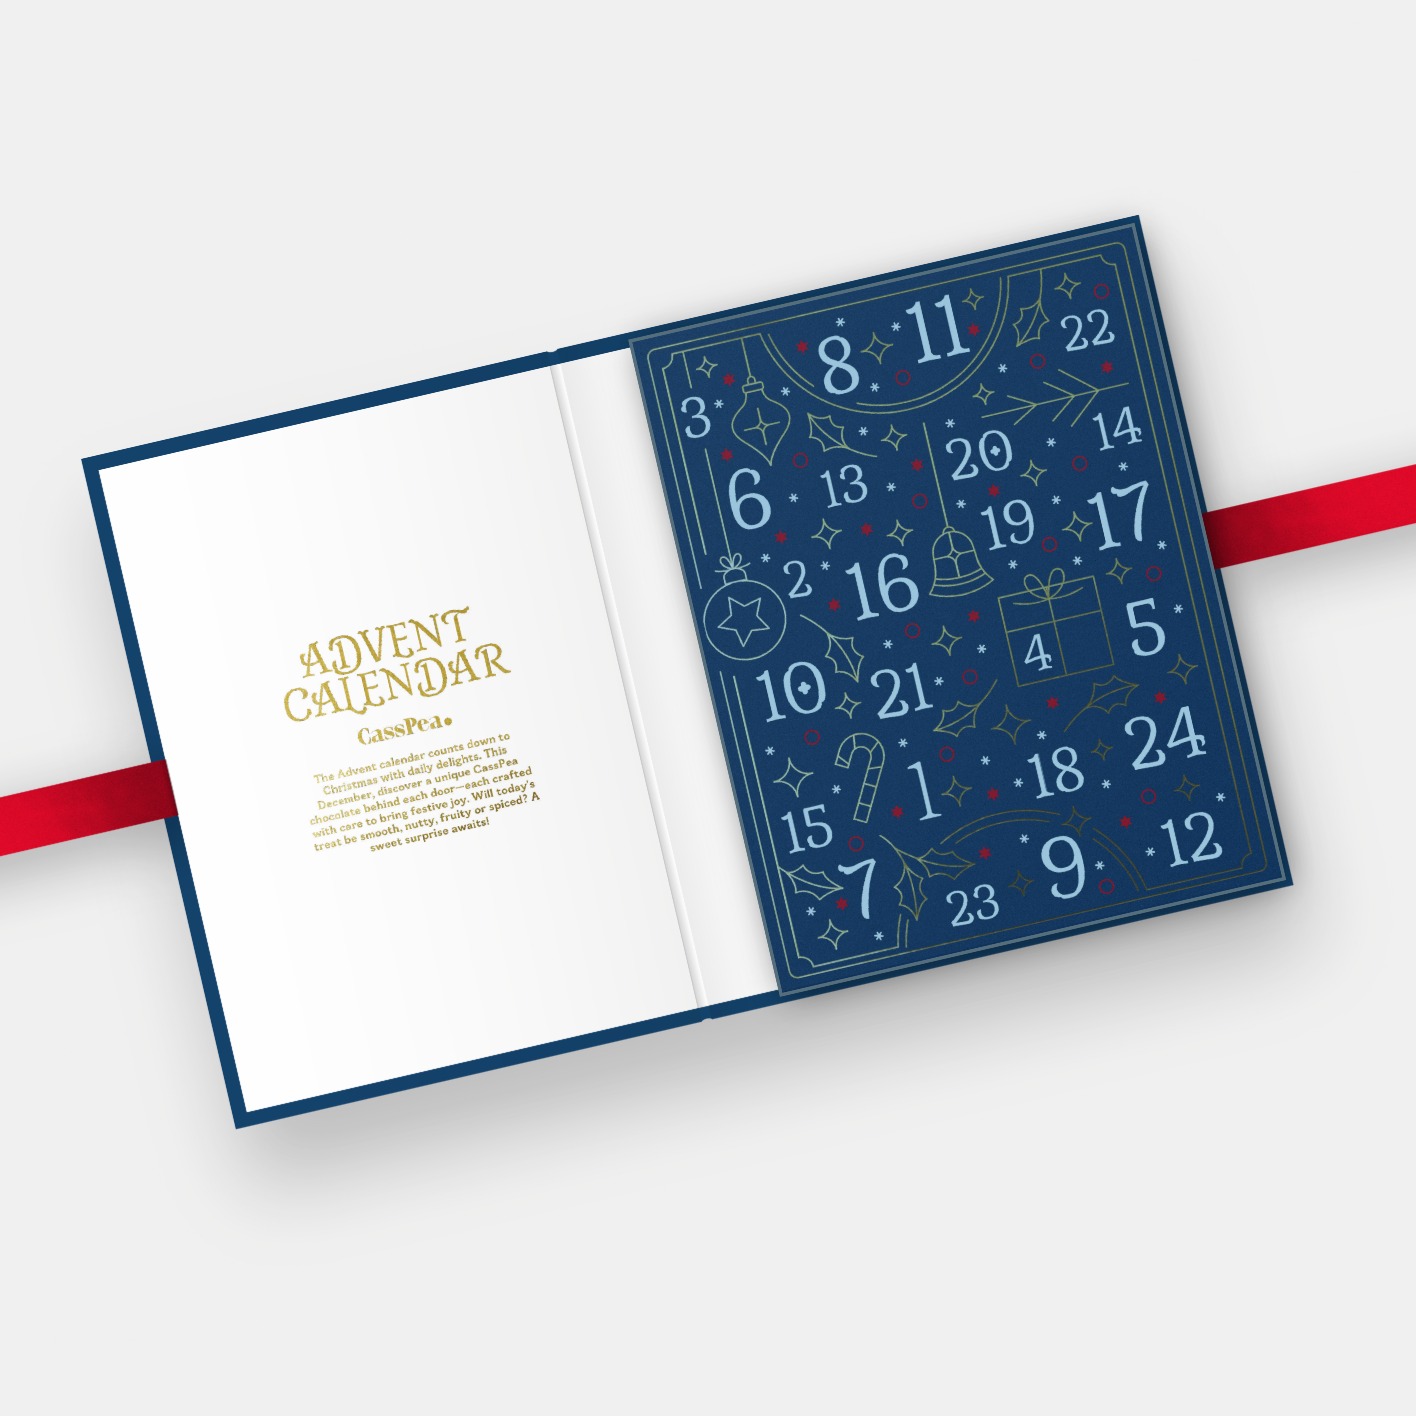 ADVENT
CALENDAR
CassPea.
The Advent calendar counts down to
Christmas with daily delights. This
December, discover a unique CassPea
chocolate behind each door—each crafted
with care to bring festive joy. Will today's
treat be smooth, nutty, fruity or spiced? A
sweet surprise awaits!
8 11
22
3
20 14
6 13
19 17
2 16
4 5
10 21
24
1 18
15
7 23 9 12